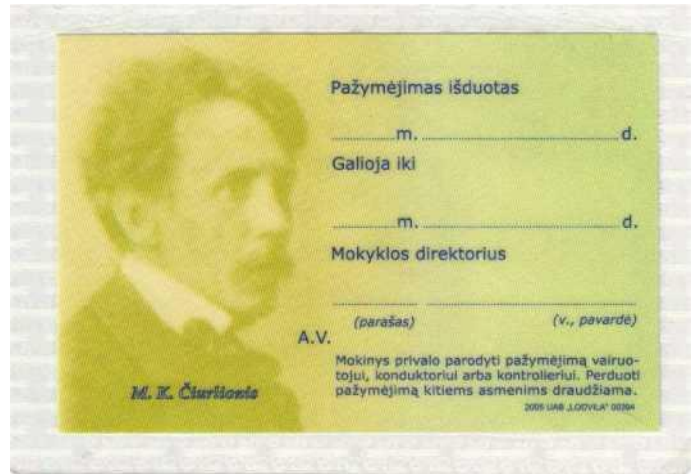 Pažymėjimas išduotas
............m. ....................................d.
Galioja iki
............m. ....................................d.
Mokyklos direktorius
(parašas) (v., pavardė)
A.V.
Mokinys privalo parodyti pažymėjimą vairuo-
tojui, konduktoriui arba kontrolieriui. Perduoti
pažymėjimą kitiems asmenims draudžiama.
M. K. Čiurlionis
2005 UAB „LODVILA“